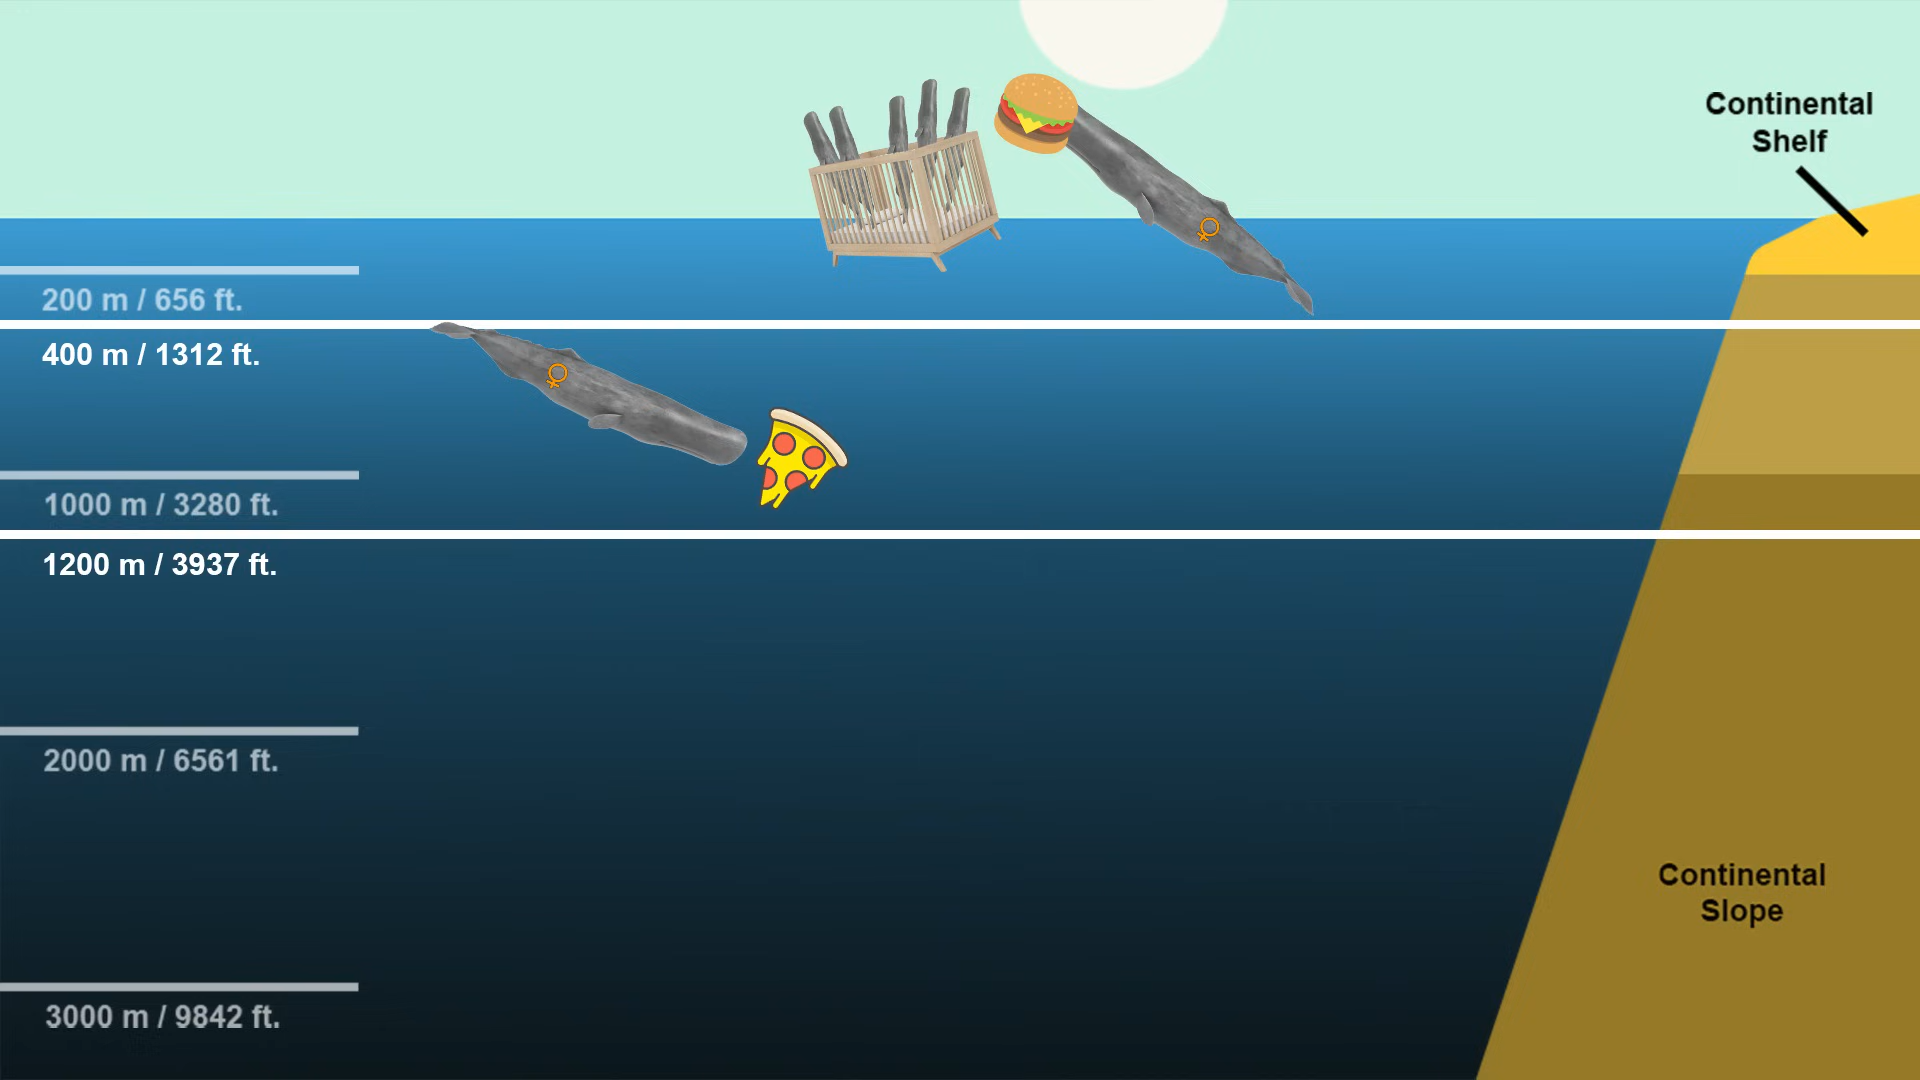 Continental
Shelf
200 m / 656 ft.
400 m / 1312 ft.
1000 m / 3280 ft.
1200 m / 3937 ft.
2000 m / 6561 ft.
Continental
Slope
3000 m / 9842 ft.